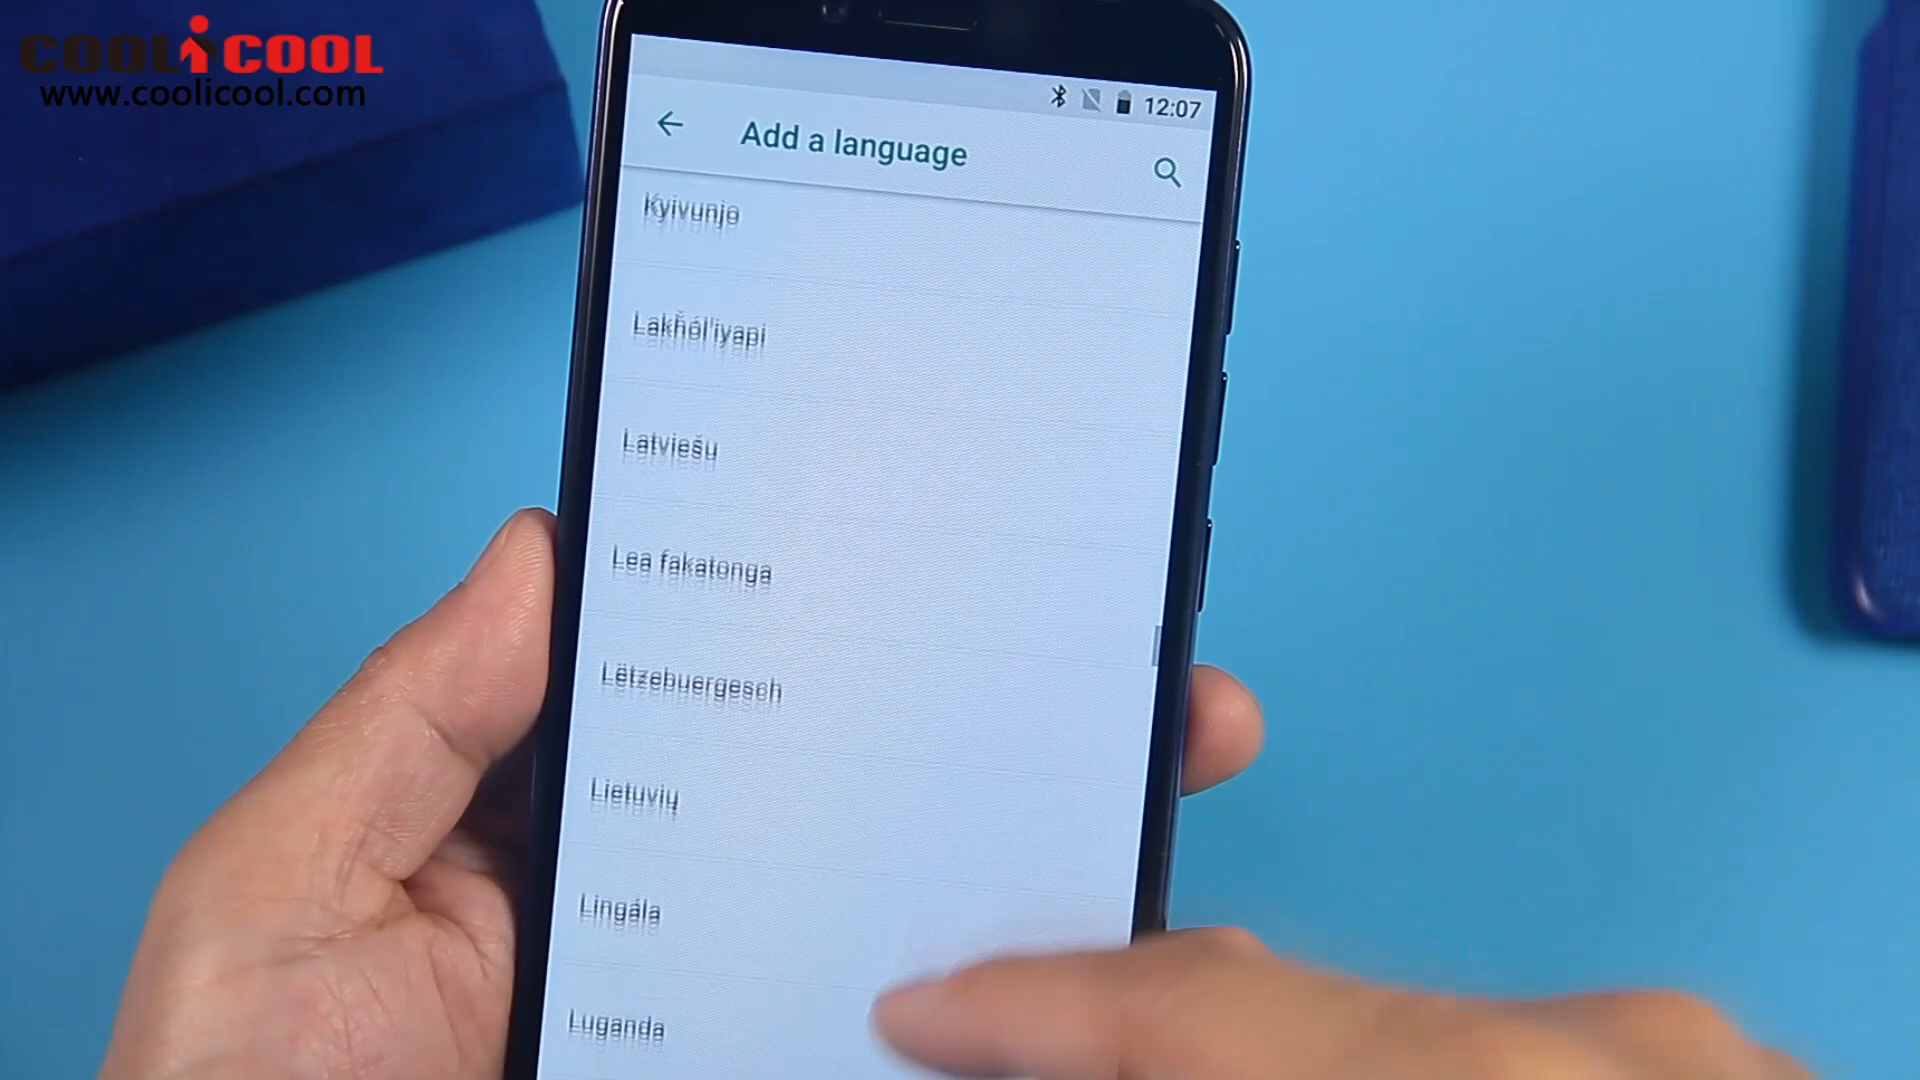 COOLiCOOL
www.coolicool.com
12:07
Add a language
Kyivunjo
Lakȟól'iyapi
Latviešu
Lea fakatonga
Lëtzebuergesch
Lietuvių
Lingála
Luganda